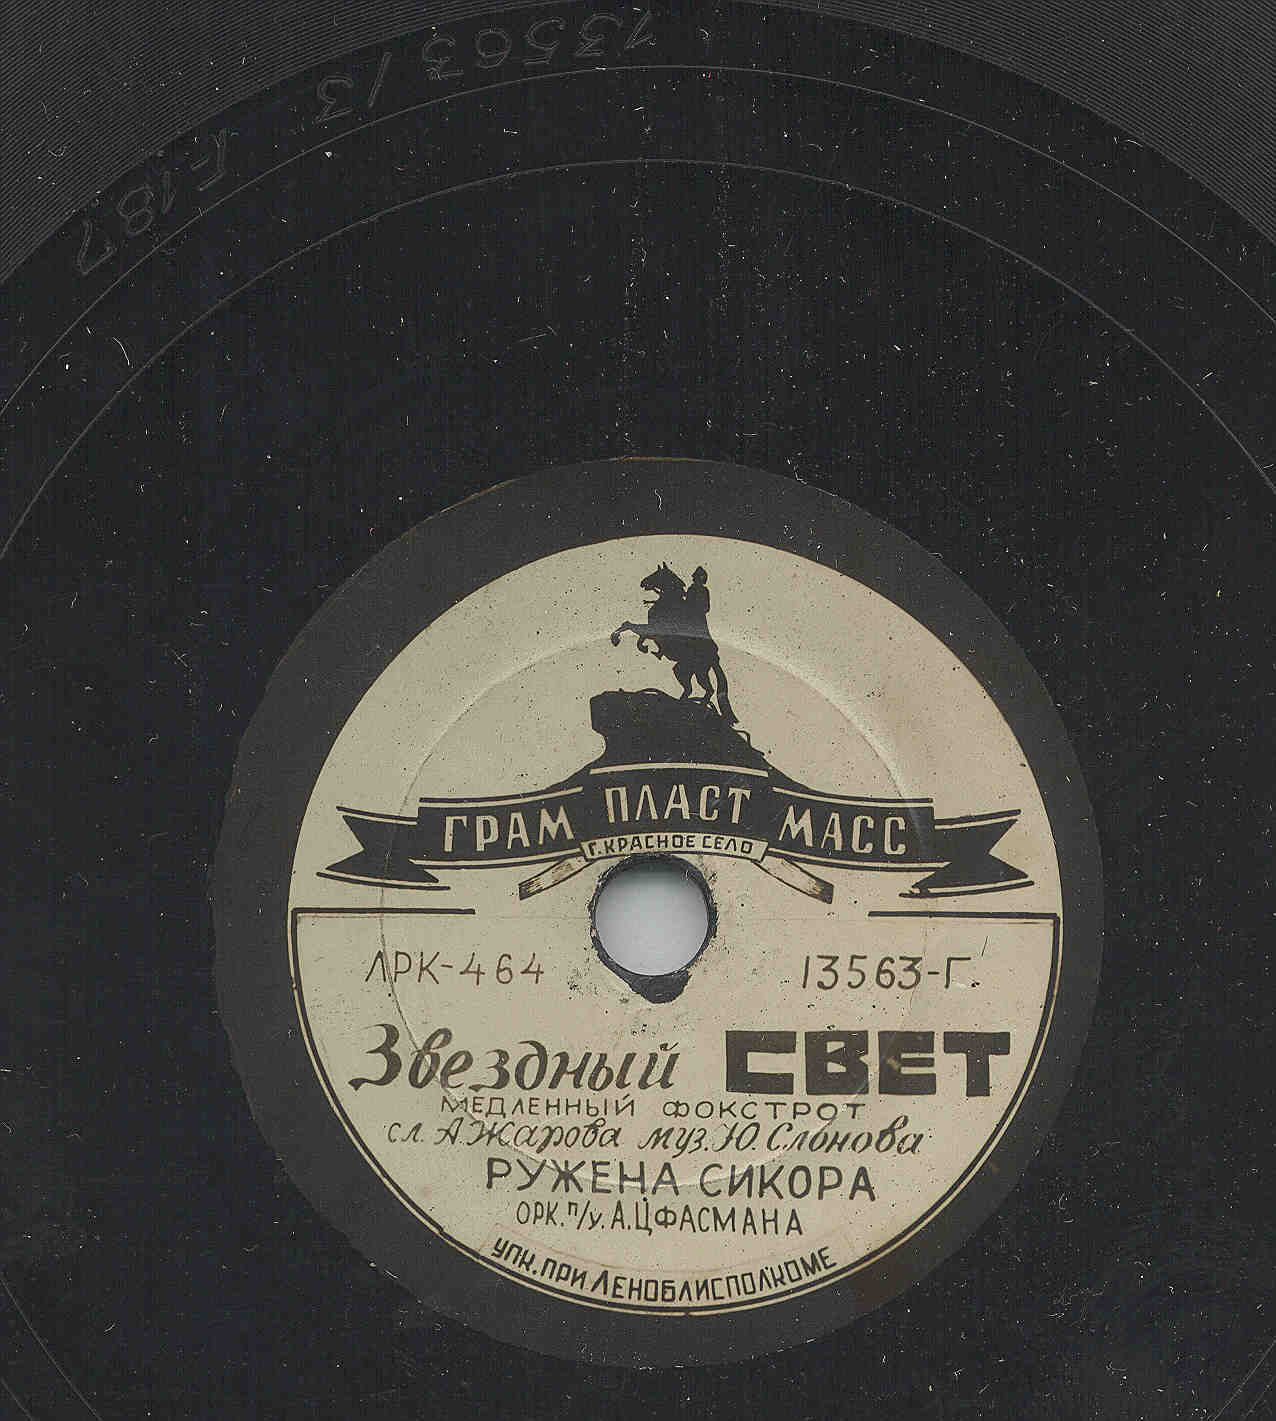 13563/3
Г-187
ГРАМ ПЛАСТ МАСС
Г. КРАСНОЕ СЕЛО
ЛРК-464 13563-Г.
Звездный СВЕТ
МЕДЛЕННЫЙ ФОКСТРОТ
сл. А.Жарова муз. Ю. Слонова
РУЖЕНА СИКОРА
ОРК. п/у. А. ЦФАСМАНА
УПК. ПРИ ЛЕНОБЛИСПОЛКОМЕ